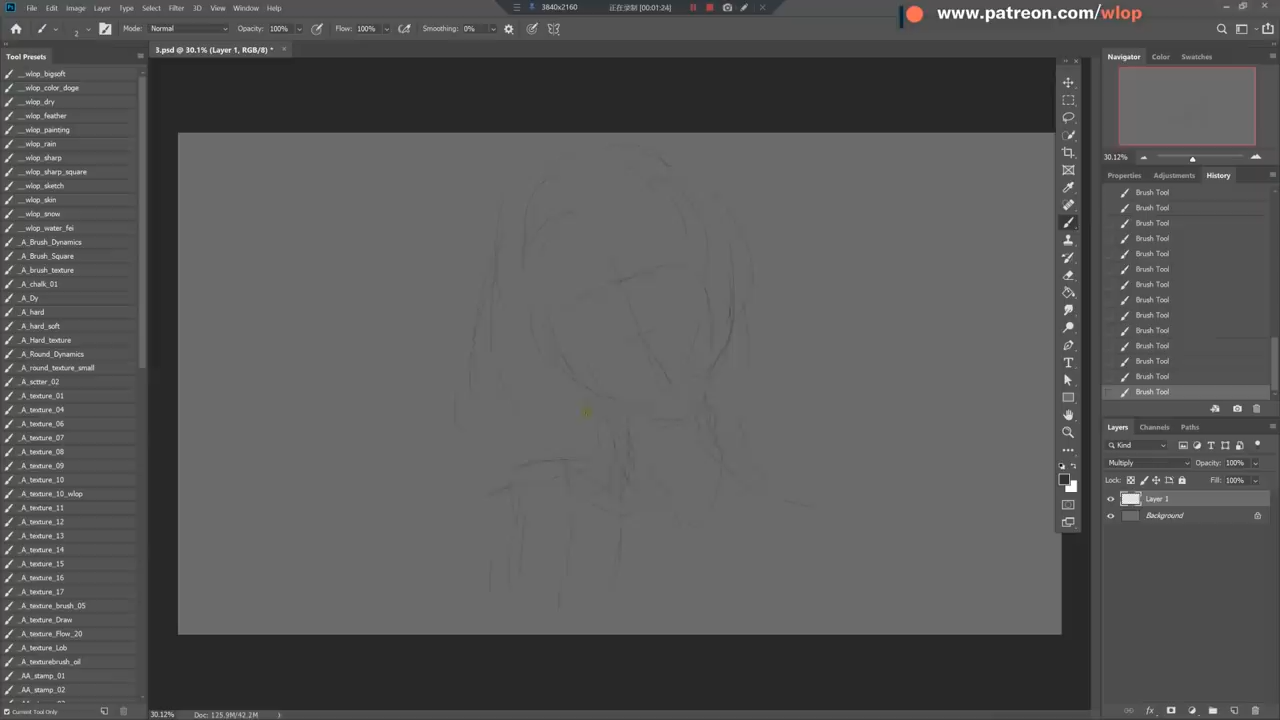 File Edit Image Layer Type Select Filter 3D View Window Help
3840x2160 正在录制 [00:01:24]
www.patreon.com/wlop
2 Mode: Normal Opacity: 100% Flow: 100% Smoothing: 0%
3.psd @ 30.1% (Layer 1, RGB/8) *
Tool Presets
__wlop_bigsoft
__wlop_color_doge
__wlop_dry
__wlop_feather
__wlop_painting
__wlop_rain
__wlop_sharp
__wlop_sharp_square
__wlop_sketch
__wlop_skin
__wlop_snow
__wlop_water_fei
_A_Brush_Dynamics
_A_Brush_Square
_A_brush_texture
_A_chalk_01
_A_Dy
_A_hard
_A_hard_soft
_A_Hard_texture
_A_Round_Dynamics
_A_round_texture_small
_A_sctter_02
_A_texture_01
_A_texture_04
_A_texture_06
_A_texture_07
_A_texture_08
_A_texture_09
_A_texture_10
_A_texture_10_wlop
_A_texture_11
_A_texture_12
_A_texture_13
_A_texture_14
_A_texture_15
_A_texture_16
_A_texture_17
_A_texture_brush_05
_A_texture_Draw
_A_texture_Flow_20
_A_texture_Lob
_A_texturebrush_oil
_AA_stamp_01
_AA_stamp_02
Current Tool Only
30.12% Doc: 125.9M/42.2M
Navigator Color Swatches
30.12%
Properties Adjustments History
Brush Tool
Brush Tool
Brush Tool
Brush Tool
Brush Tool
Brush Tool
Brush Tool
Brush Tool
Brush Tool
Brush Tool
Brush Tool
Brush Tool
Brush Tool
Brush Tool
Layers Channels Paths
Kind
Multiply Opacity: 100%
Lock: Fill: 100%
Layer 1
Background